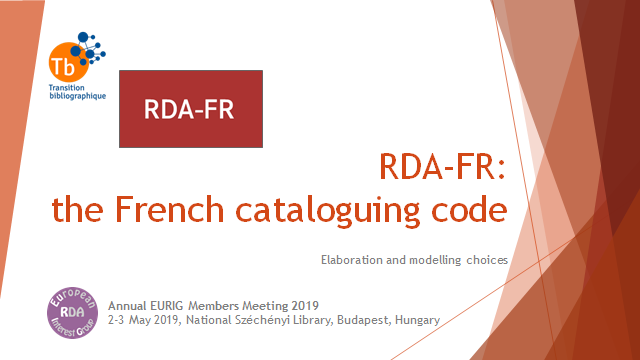 Tb
Transition
bibliographique
RDA-FR
RDA-FR:
the French cataloguing code
Elaboration and modelling choices
European
RDA
Interest Group
Annual EURIG Members Meeting 2019
2-3 May 2019, National Széchényi Library, Budapest, Hungary